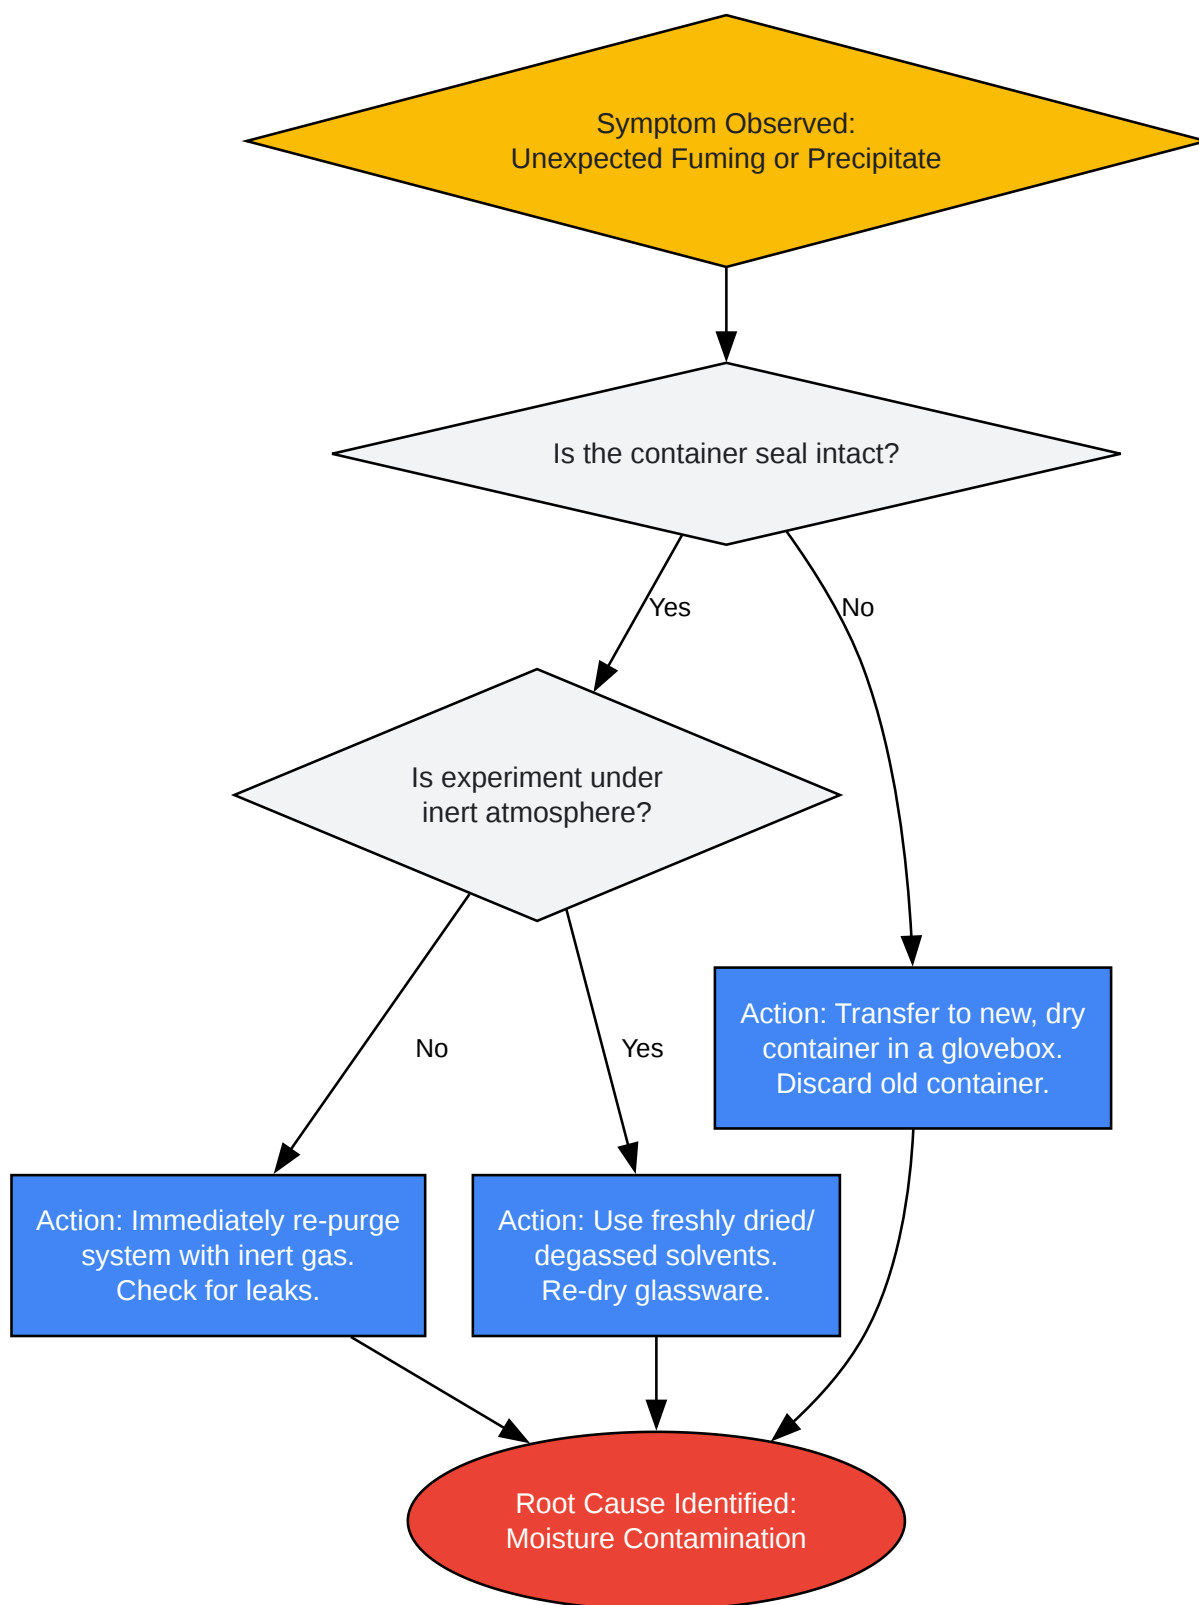 Symptom Observed:
Unexpected Fuming or Precipitate
Is the container seal intact?
Yes
No
Is experiment under
inert atmosphere?
No
Yes
Action: Transfer to new, dry
container in a glovebox.
Discard old container.
Action: Immediately re-purge
system with inert gas.
Check for leaks.
Action: Use freshly dried/
degassed solvents.
Re-dry glassware.
Root Cause Identified:
Moisture Contamination